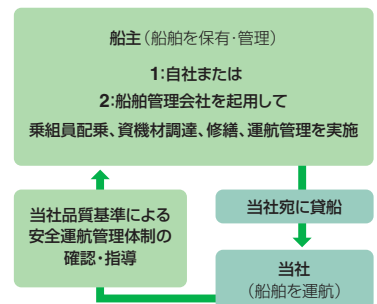 船主（船舶を保有・管理）
1:自社または
2:船舶管理会社を起用して
乗組員配乗、資機材調達、修繕、運航管理を実施
当社品質基準による
安全運航管理体制の
確認・指導
当社宛に貸船
当社
（船舶を運航）